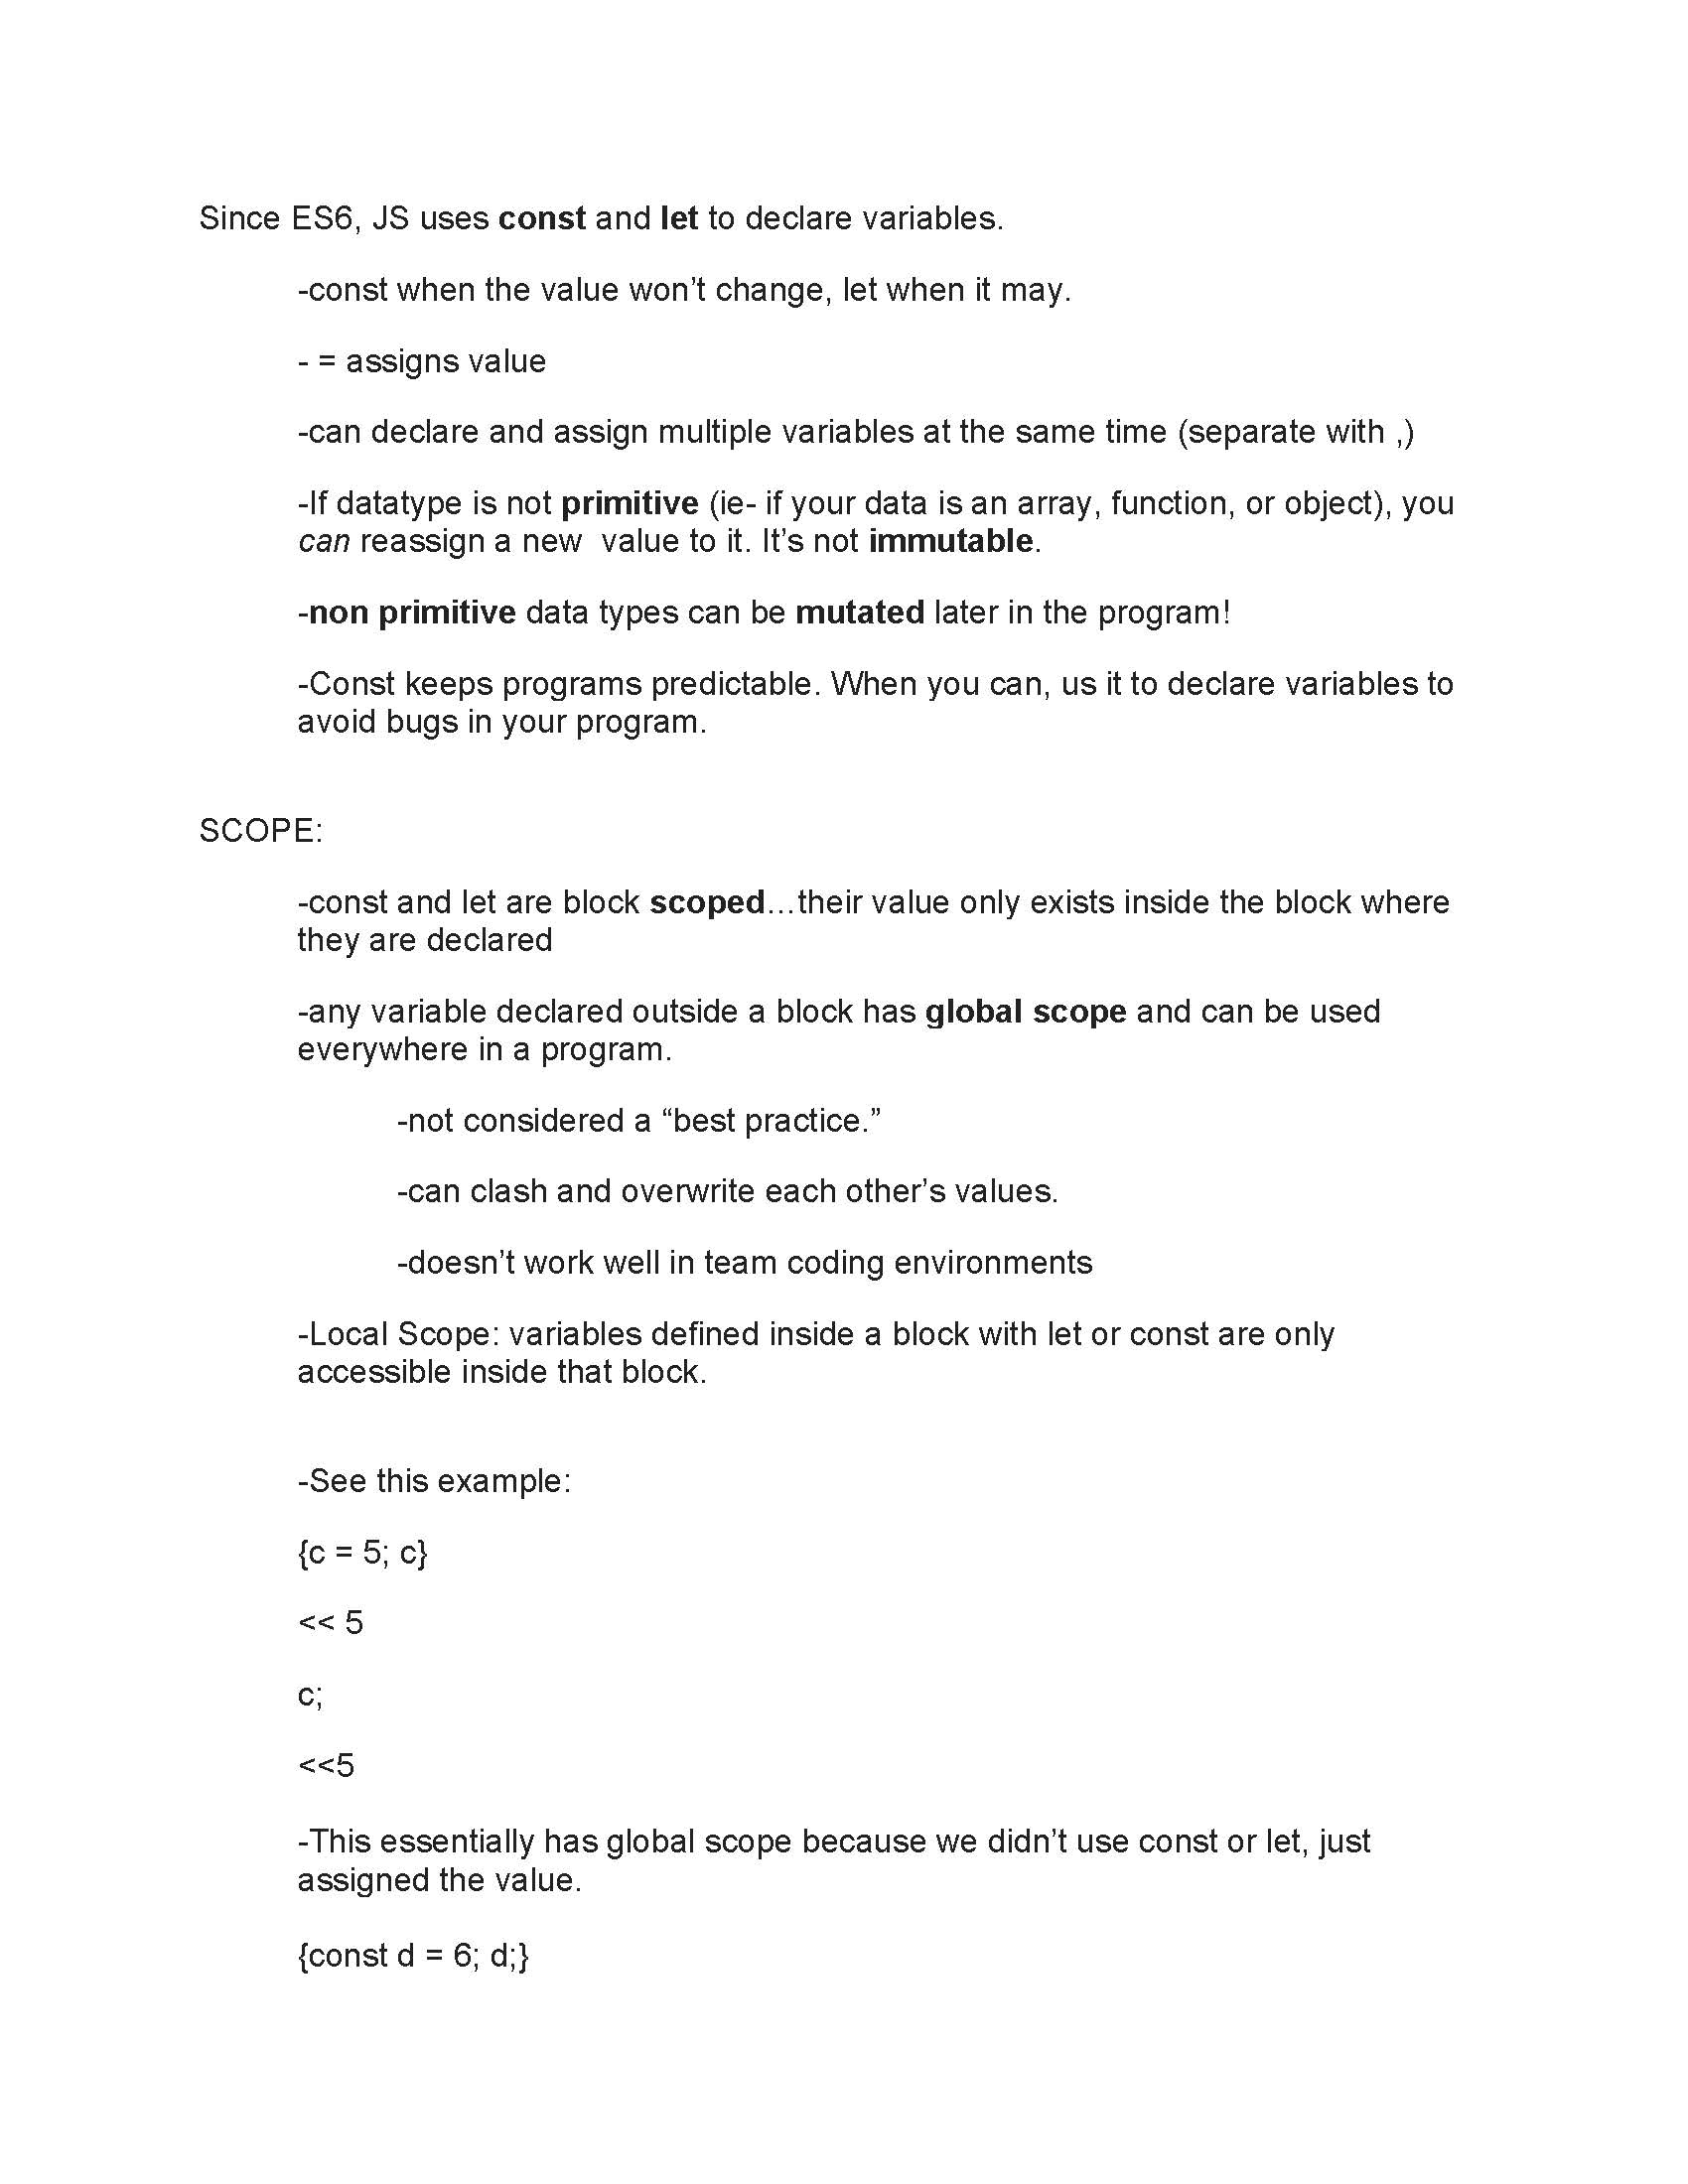 Since ES6, JS uses const and let to declare variables.
-const when the value won’t change, let when it may.
- = assigns value
-can declare and assign multiple variables at the same time (separate with ,)
-If datatype is not primitive (ie- if your data is an array, function, or object), you
can reassign a new  value to it. It’s not immutable.
-non primitive data types can be mutated later in the program!
-Const keeps programs predictable. When you can, us it to declare variables to
avoid bugs in your program.
SCOPE:
-const and let are block scoped…their value only exists inside the block where
they are declared
-any variable declared outside a block has global scope and can be used
everywhere in a program.
-not considered a “best practice.”
-can clash and overwrite each other’s values.
-doesn’t work well in team coding environments
-Local Scope: variables defined inside a block with let or const are only
accessible inside that block.
-See this example:
{c = 5; c}
<< 5
c;
<<5
-This essentially has global scope because we didn’t use const or let, just
assigned the value.
{const d = 6; d;}